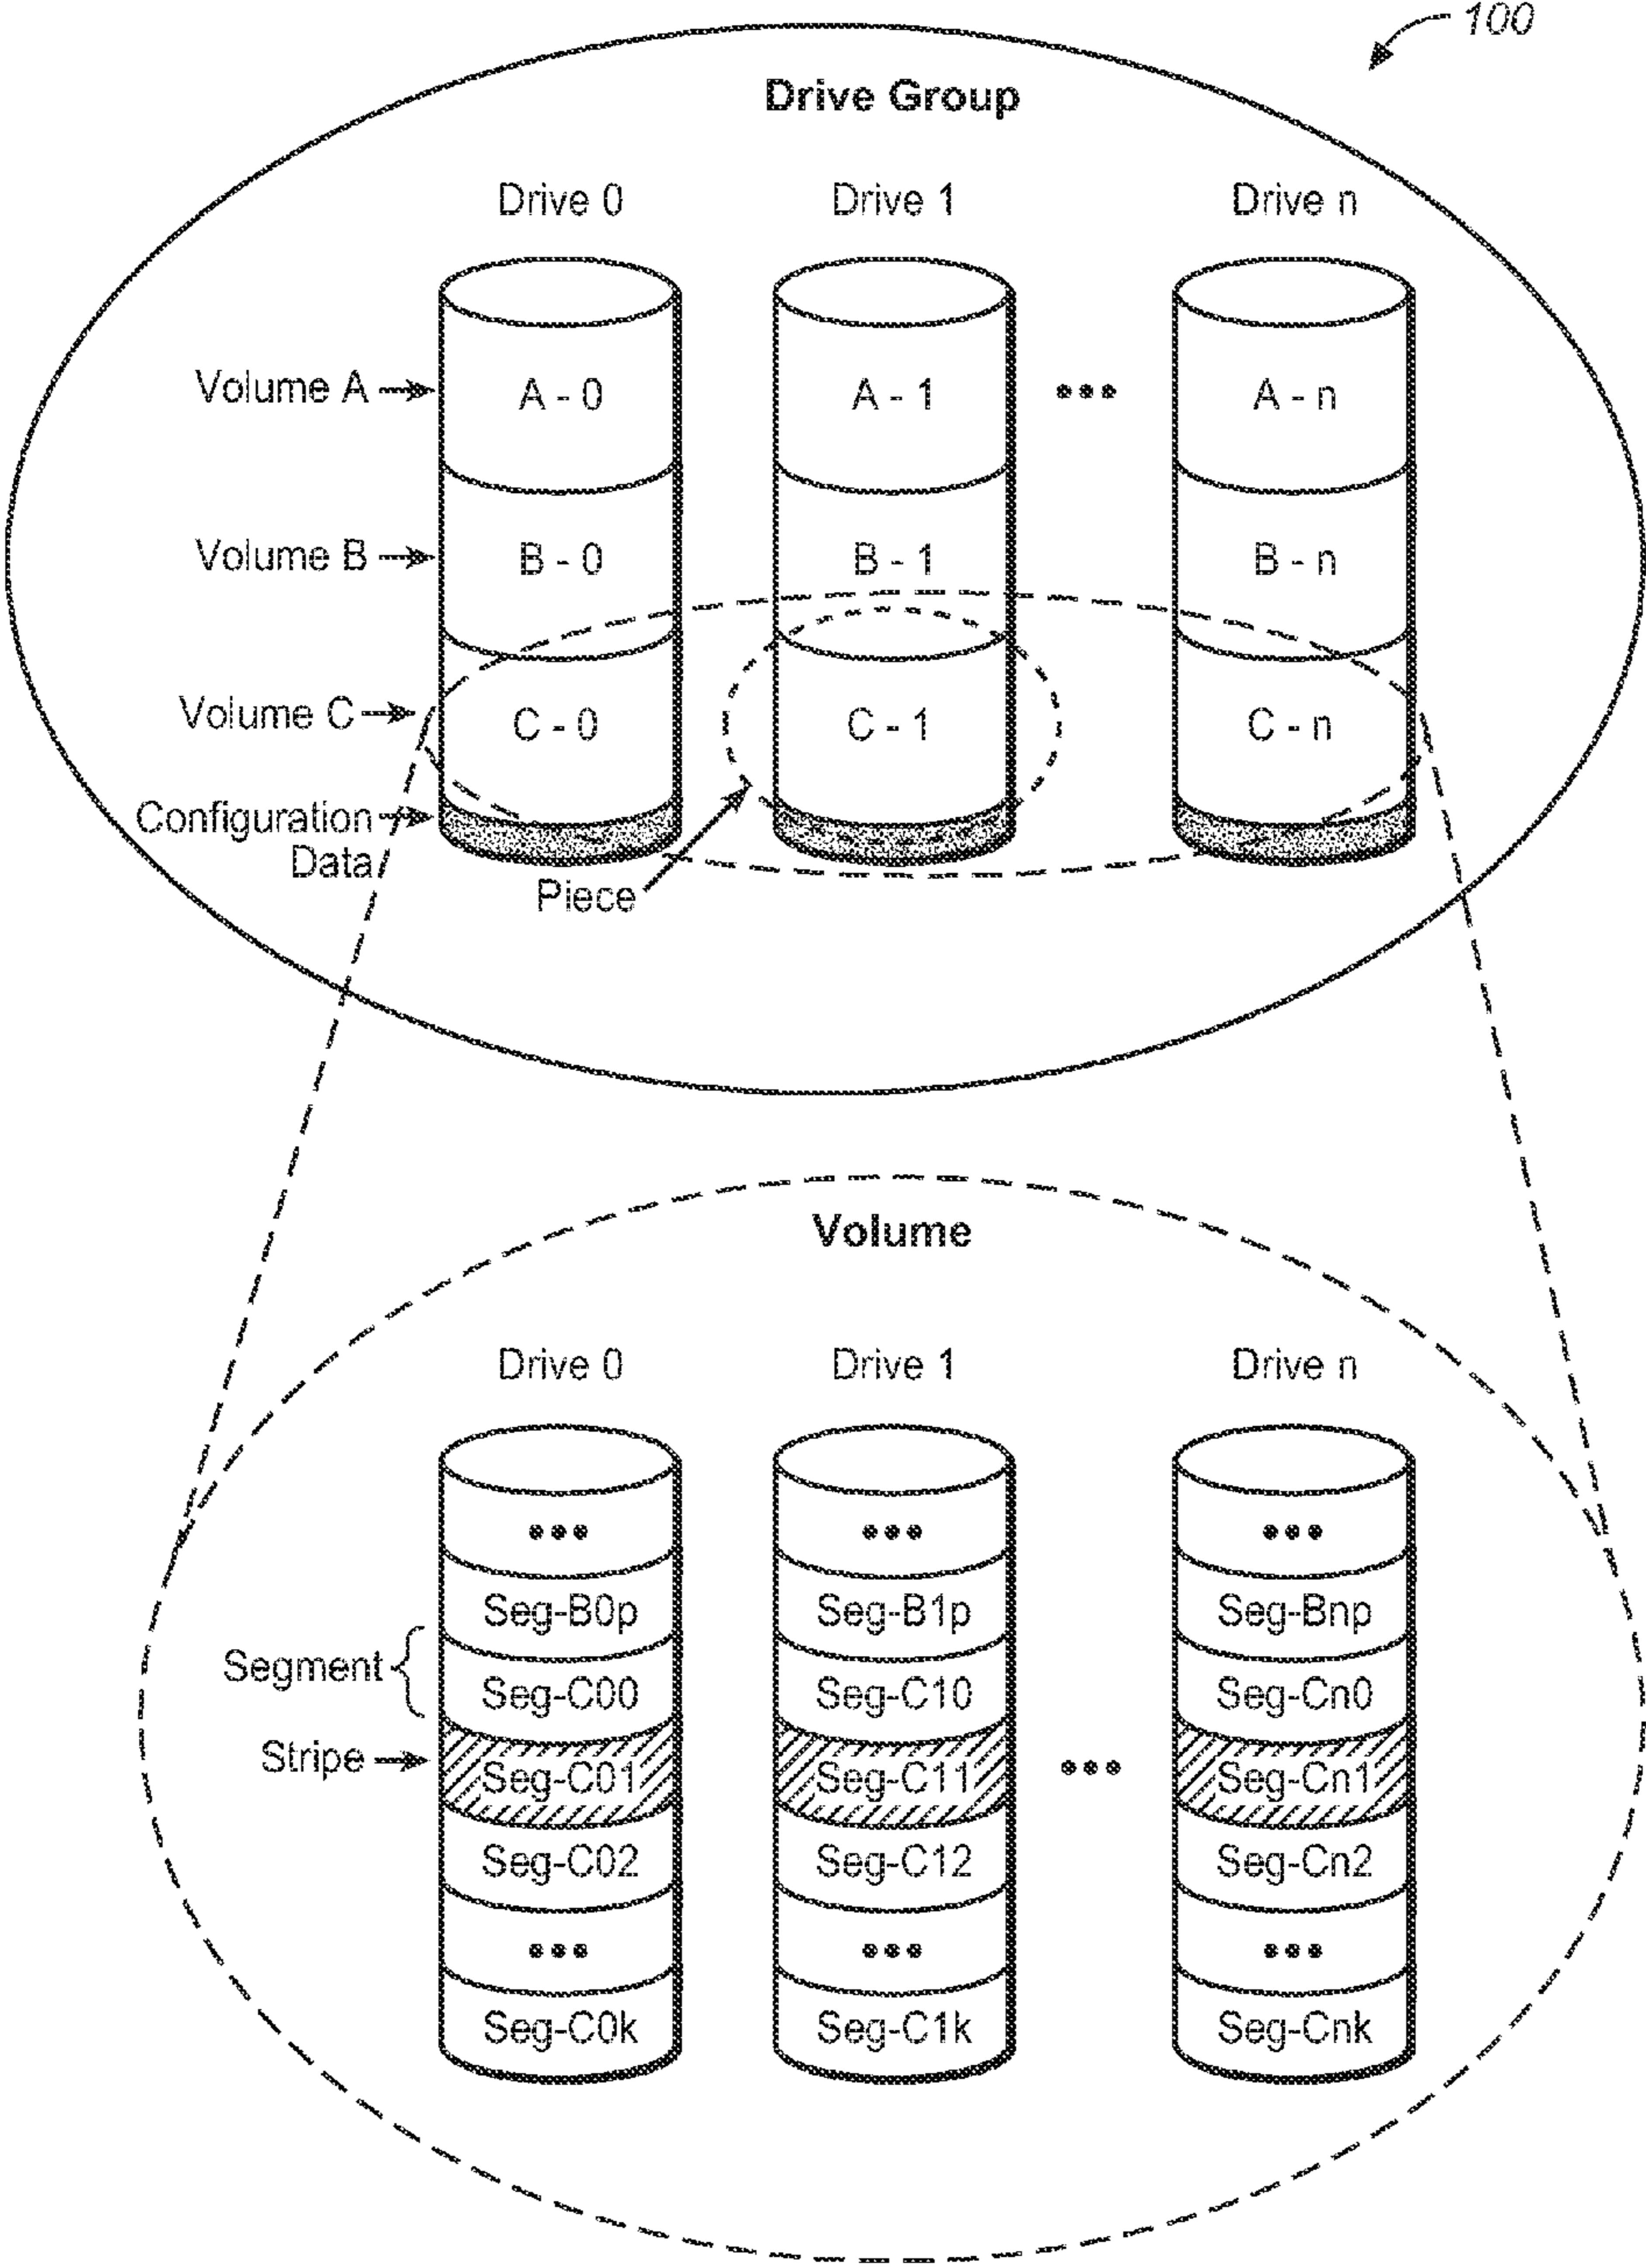 100
Drive Group
Drive 0 Drive 1 Drive n
Volume A A - 0 A - 1 ••• A - n
Volume B B - 0 B - 1 B - n
Volume C C - 0 C - 1 C - n
Configuration
Data
Piece
Volume
Drive 0 Drive 1 Drive n
••• ••• •••
Seg-B0p Seg-B1p Seg-Bnp
Segment Seg-C00 Seg-C10 Seg-Cn0
Stripe Seg-C01 Seg-C11 ••• Seg-Cn1
Seg-C02 Seg-C12 Seg-Cn2
••• ••• •••
Seg-C0k Seg-C1k Seg-Cnk